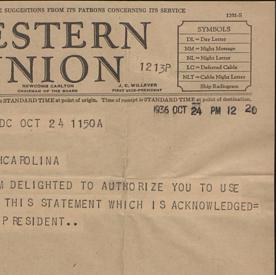 E SUGGESTIONS FROM ITS PATRONS CONCERNING ITS SERVICE
1201-S
ESTERN
UNION
1213P
NEWCOMB CARLTON
CHAIRMAN OF THE BOARD
J. C. WILLEVER
FIRST VICE-PRESIDENT
SYMBOLS
DL = Day Letter
NM = Night Message
NL = Night Letter
LC = Deferred Cable
NLT = Cable Night Letter
Ship Radiogram
STANDARD TIME at point of origin. Time of receipt is STANDARD TIME at point of destination.
1936 OCT 24 PM 12 20
DC OCT 24 1150A
HCAROLINA
M DELIGHTED TO AUTHORIZE YOU TO USE
THIS STATEMENT WHICH IS ACKNOWLEDGED=
PRESIDENT..